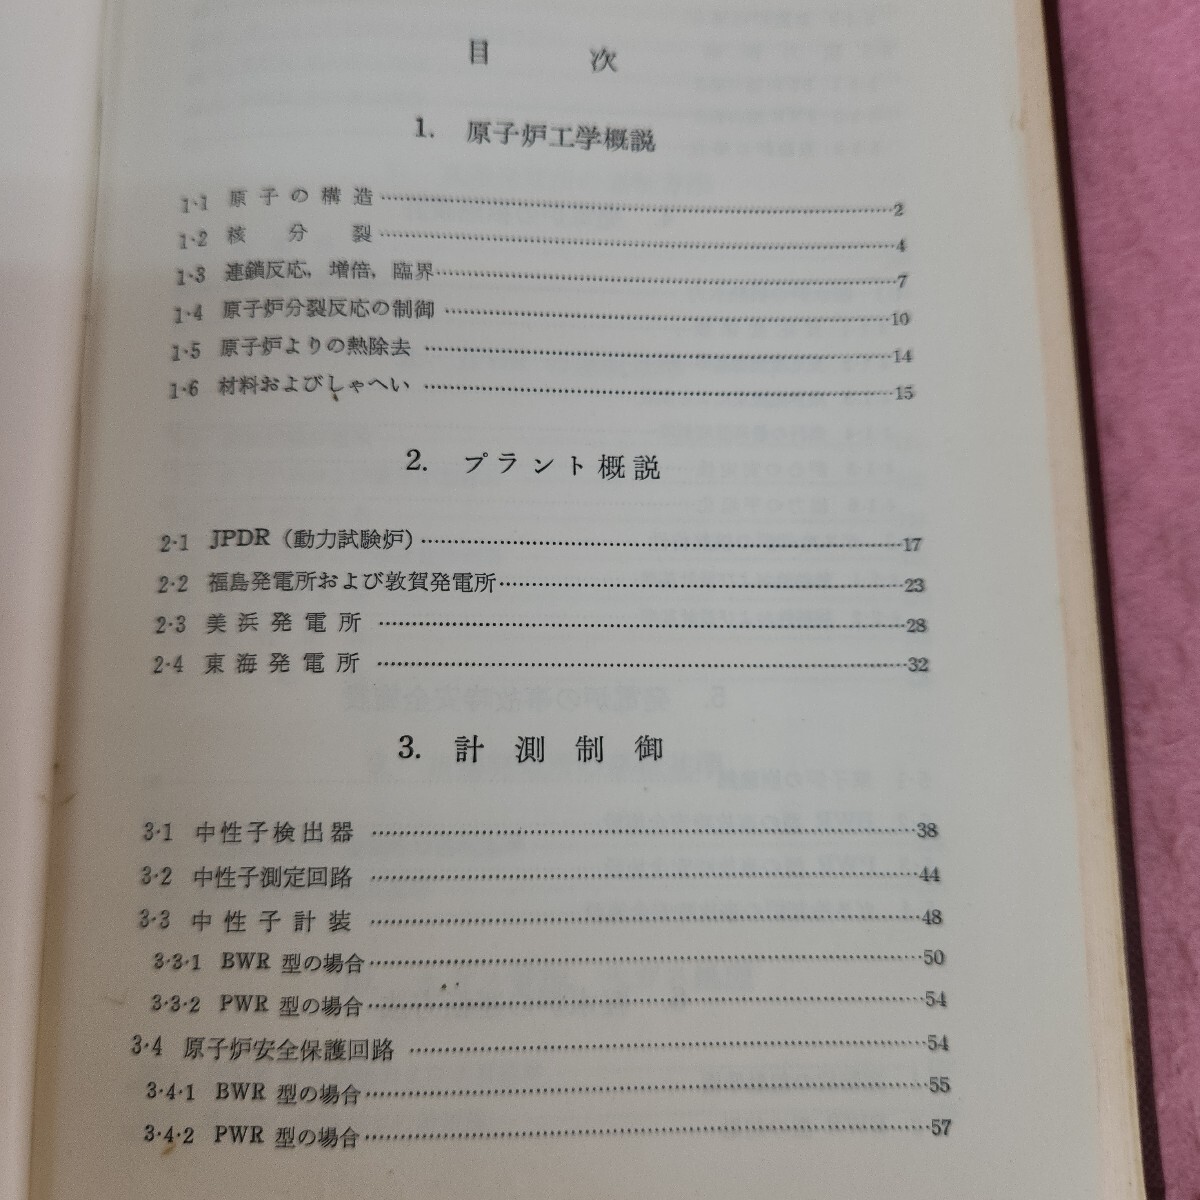 目次
1. 原子炉工学概説
1·1 原子の構造 2
1·2 核分裂 4
1·3 連鎖反応，増倍，臨界 7
1·4 原子炉分裂反応の制御 10
1·5 原子炉よりの熱除去 14
1·6 材料およびしゃへい 15
2. プラント概説
2·1 JPDR（動力試験炉） 17
2·2 福島発電所および敦賀発電所 23
2·3 美浜発電所 28
2·4 東海発電所 32
3. 計測制御
3·1 中性子検出器 38
3·2 中性子測定回路 44
3·3 中性子計装 48
3·3·1 BWR 型の場合 50
3·3·2 PWR 型の場合 54
3·4 原子炉安全保護回路 54
3·4·1 BWR 型の場合 55
3·4·2 PWR 型の場合 57